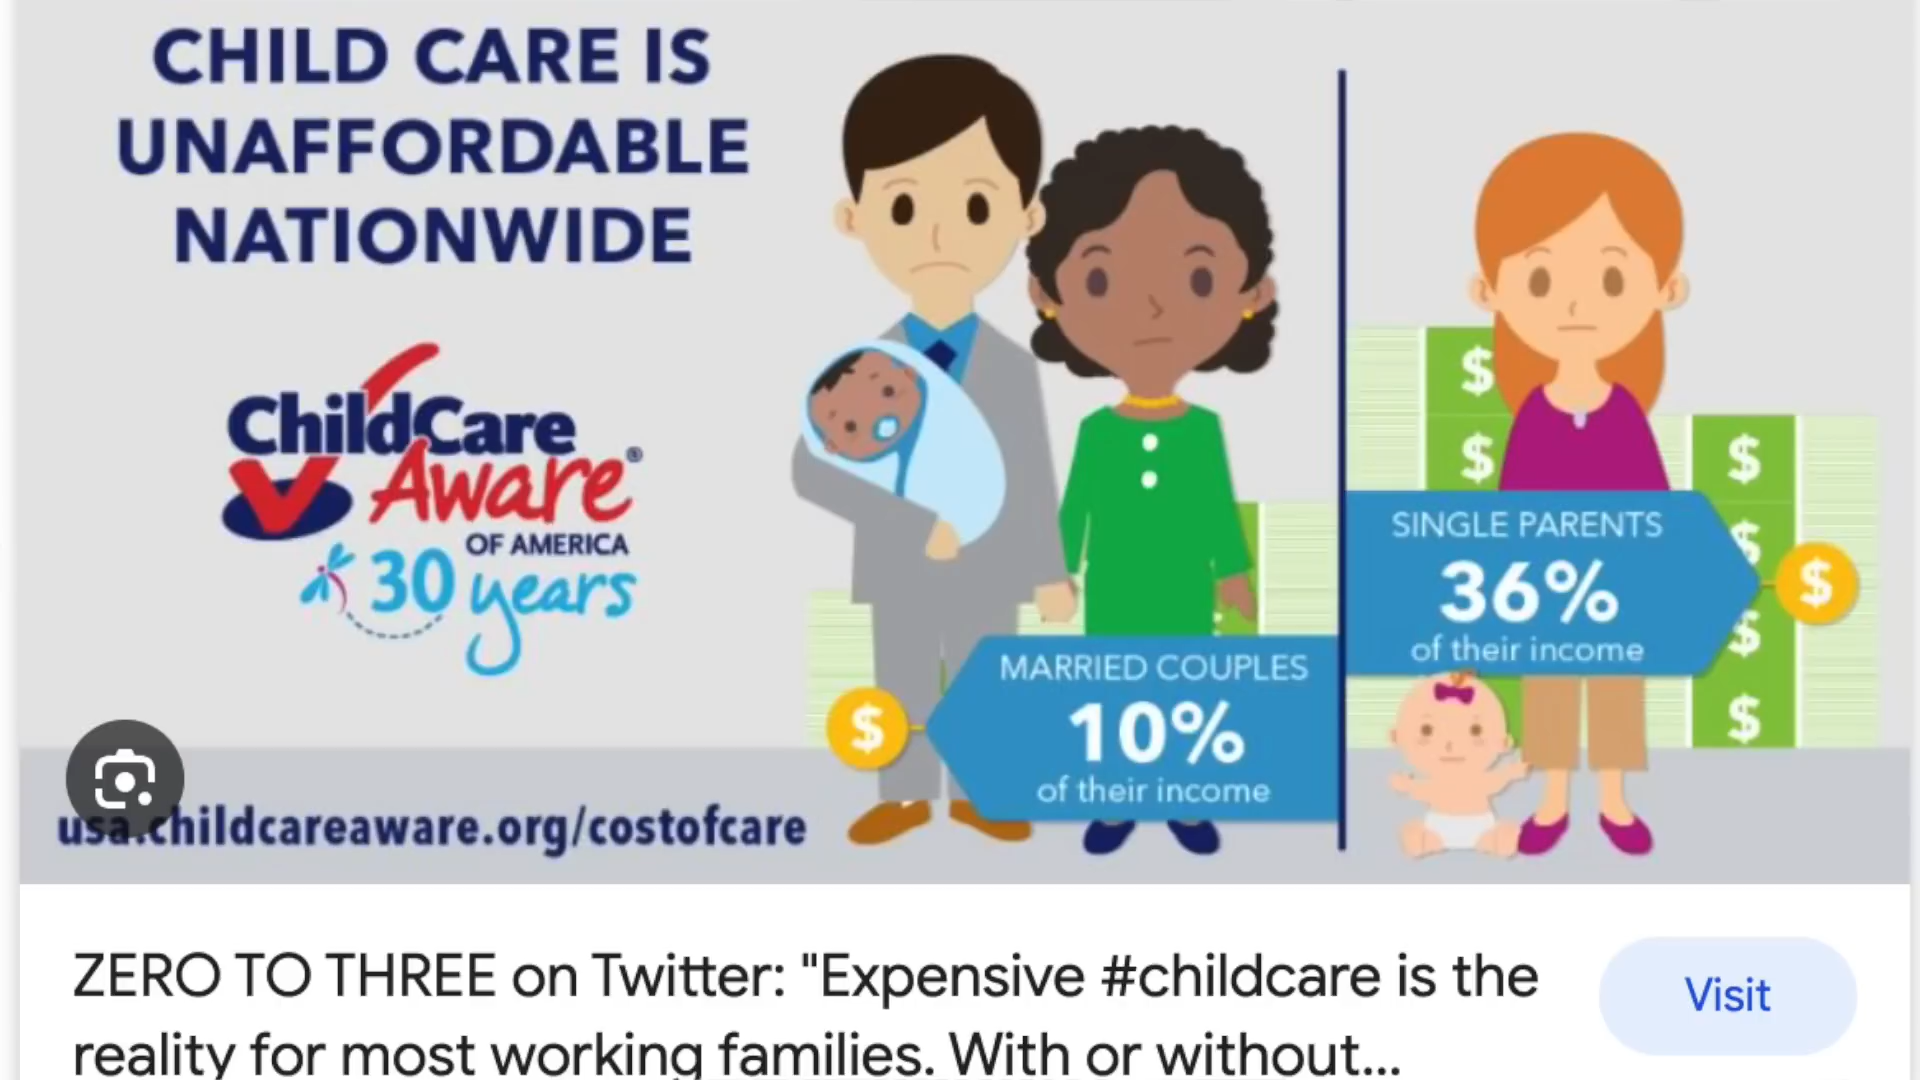 CHILD CARE IS
UNAFFORDABLE
NATIONWIDE
ChildCare
Aware®
OF AMERICA
30 years
usa.childcareaware.org/costofcare
MARRIED COUPLES
10%
of their income
$
SINGLE PARENTS
36%
of their income
$
$
$
$
$
$
$
ZERO TO THREE on Twitter: "Expensive #childcare is the
reality for most working families. With or without...
Visit